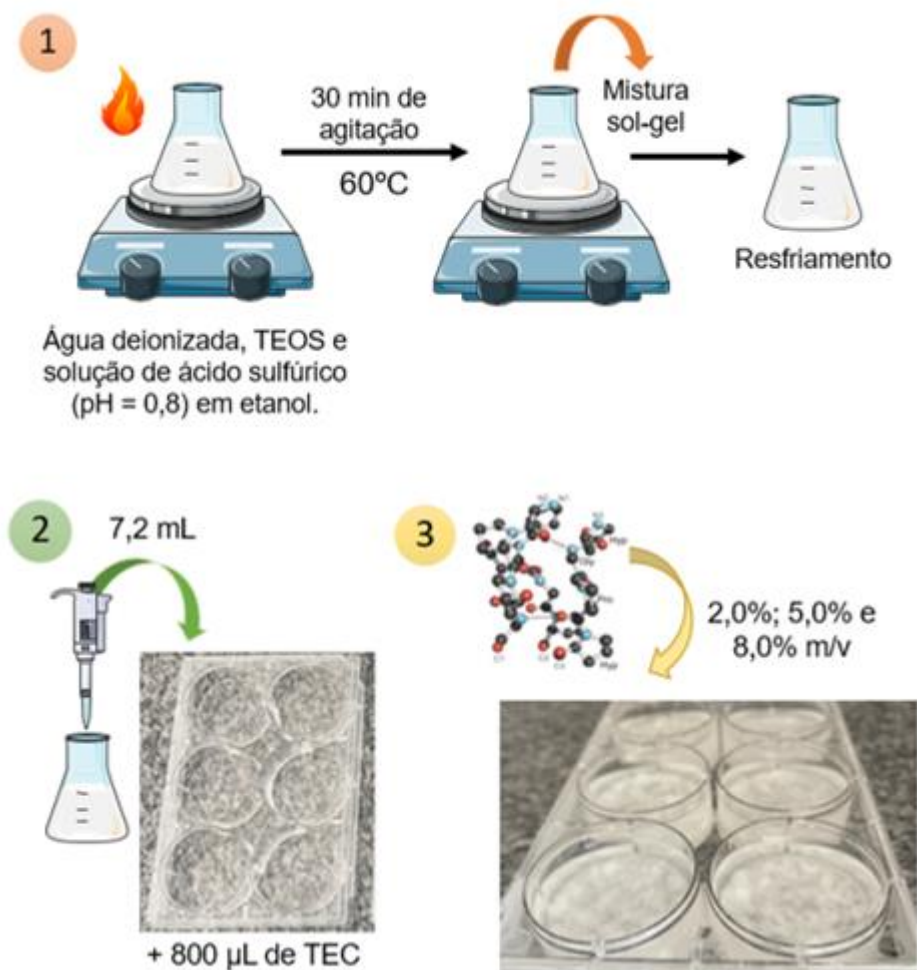 1
30 min de
agitação
60ºC
Mistura
sol-gel
Resfriamento
Água deionizada, TEOS e
solução de ácido sulfúrico
(pH = 0,8) em etanol.
2
7,2 mL
+ 800 µL de TEC
3
2,0%; 5,0% e
8,0% m/v